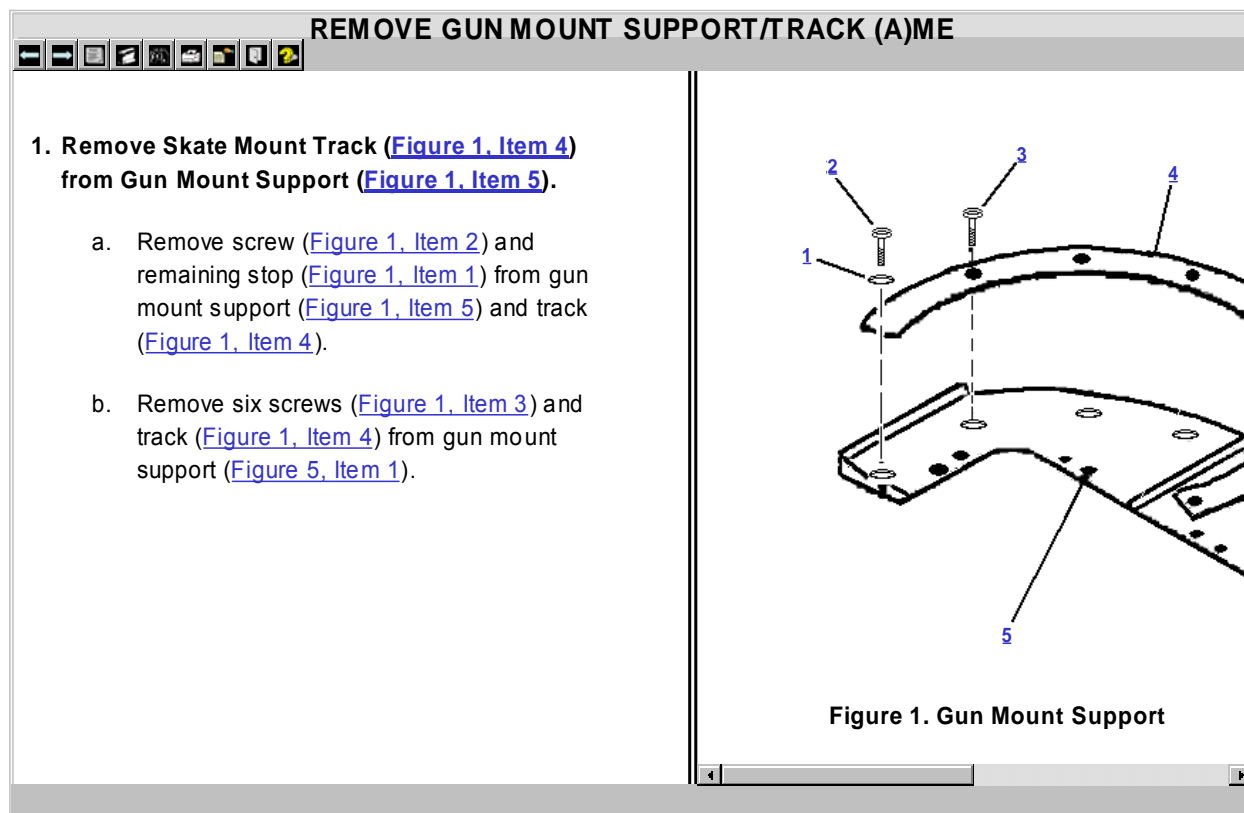 REMOVE GUN MOUNT SUPPORT/TRACK (A)ME
1. Remove Skate Mount Track (Figure 1, Item 4)
from Gun Mount Support (Figure 1, Item 5).
a. Remove screw (Figure 1, Item 2) and
remaining stop (Figure 1, Item 1) from gun
mount support (Figure 1, Item 5) and track
(Figure 1, Item 4).
b. Remove six screws (Figure 1, Item 3) and
track (Figure 1, Item 4) from gun mount
support (Figure 5, Item 1).
2
3
4
1
5
Figure 1. Gun Mount Support